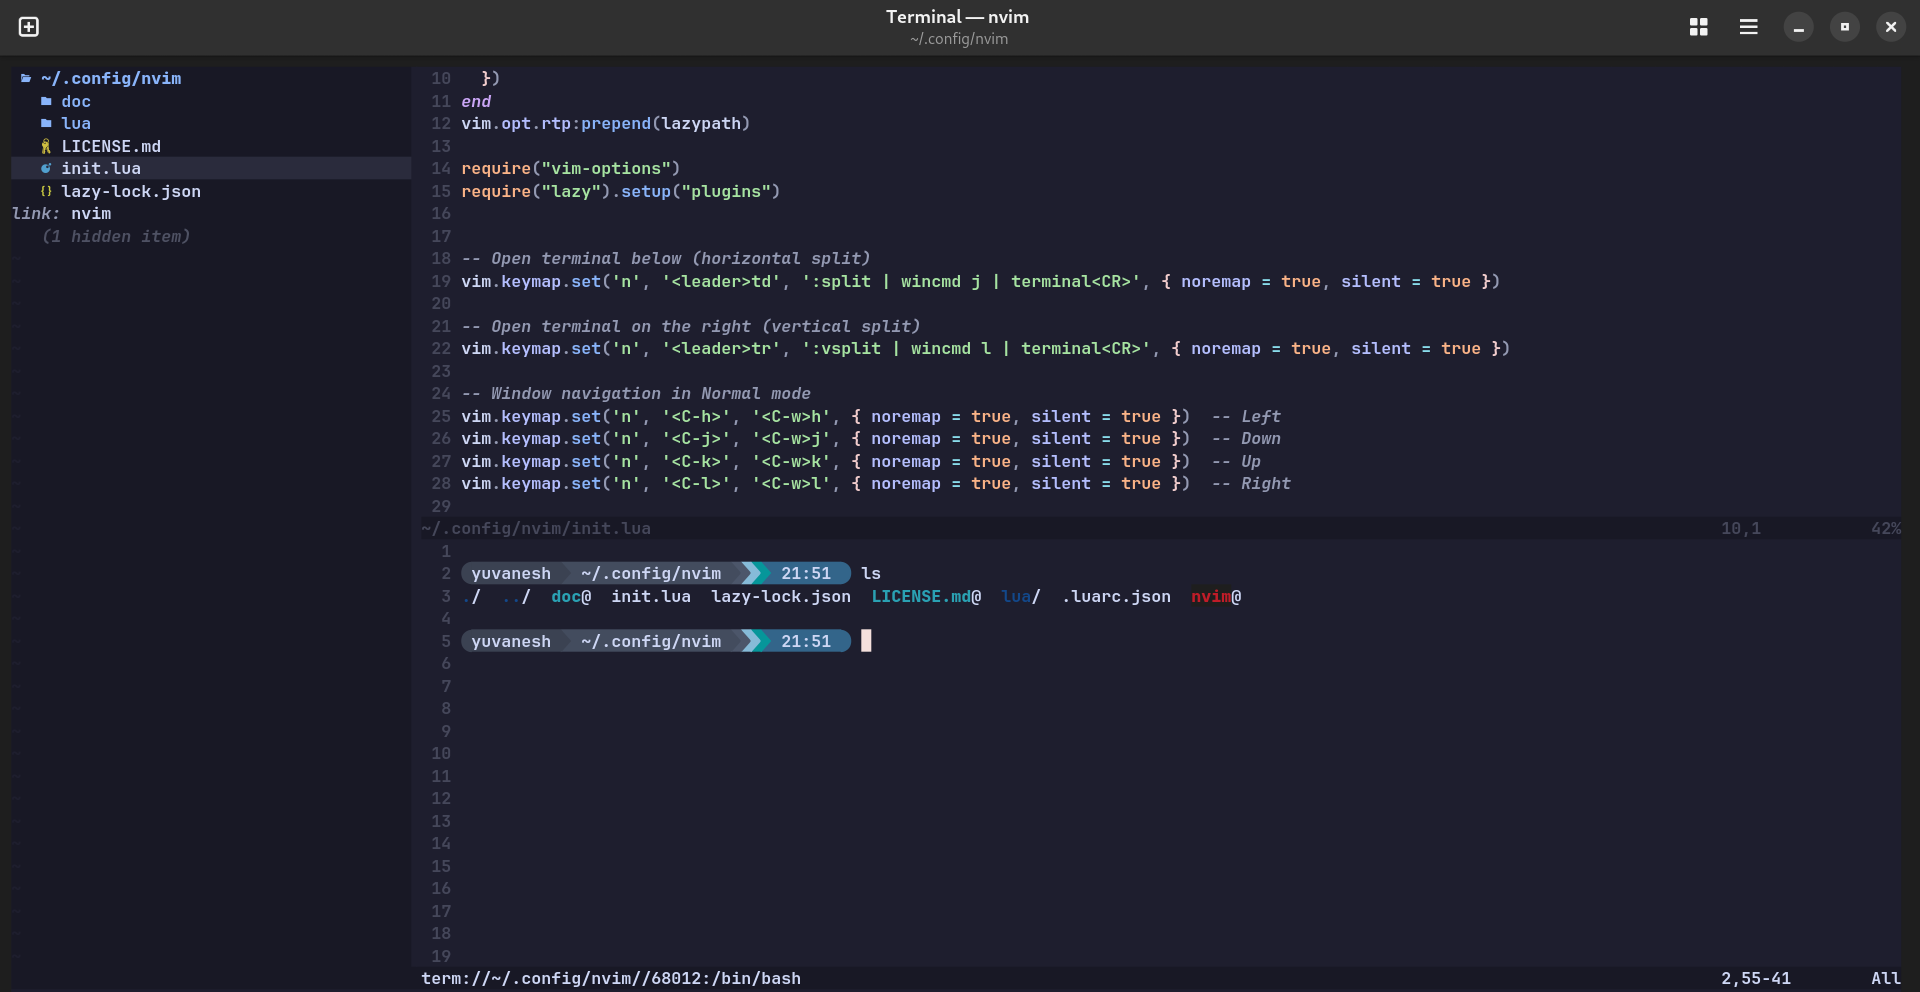 Terminal — nvim
~/.config/nvim
~/.config/nvim
doc
lua
LICENSE.md
init.lua
{} lazy-lock.json
link: nvim
(1 hidden item)
10   })
11 end
12 vim.opt.rtp:prepend(lazypath)
13
14 require("vim-options")
15 require("lazy").setup("plugins")
16
17
18 -- Open terminal below (horizontal split)
19 vim.keymap.set('n', '<leader>td', ':split | wincmd j | terminal<CR>', { noremap = true, silent = true })
20
21 -- Open terminal on the right (vertical split)
22 vim.keymap.set('n', '<leader>tr', ':vsplit | wincmd l | terminal<CR>', { noremap = true, silent = true })
23
24 -- Window navigation in Normal mode
25 vim.keymap.set('n', '<C-h>', '<C-w>h', { noremap = true, silent = true })  -- Left
26 vim.keymap.set('n', '<C-j>', '<C-w>j', { noremap = true, silent = true })  -- Down
27 vim.keymap.set('n', '<C-k>', '<C-w>k', { noremap = true, silent = true })  -- Up
28 vim.keymap.set('n', '<C-l>', '<C-w>l', { noremap = true, silent = true })  -- Right
29
~/.config/nvim/init.lua 10,1 42%
1
2 yuvanesh ~/.config/nvim 21:51 ls
3 ./  ../  doc@  init.lua  lazy-lock.json  LICENSE.md@  lua/  .luarc.json  nvim@
4
5 yuvanesh ~/.config/nvim 21:51
6
7
8
9
10
11
12
13
14
15
16
17
18
19
term://~/.config/nvim//68012:/bin/bash 2,55-41 All